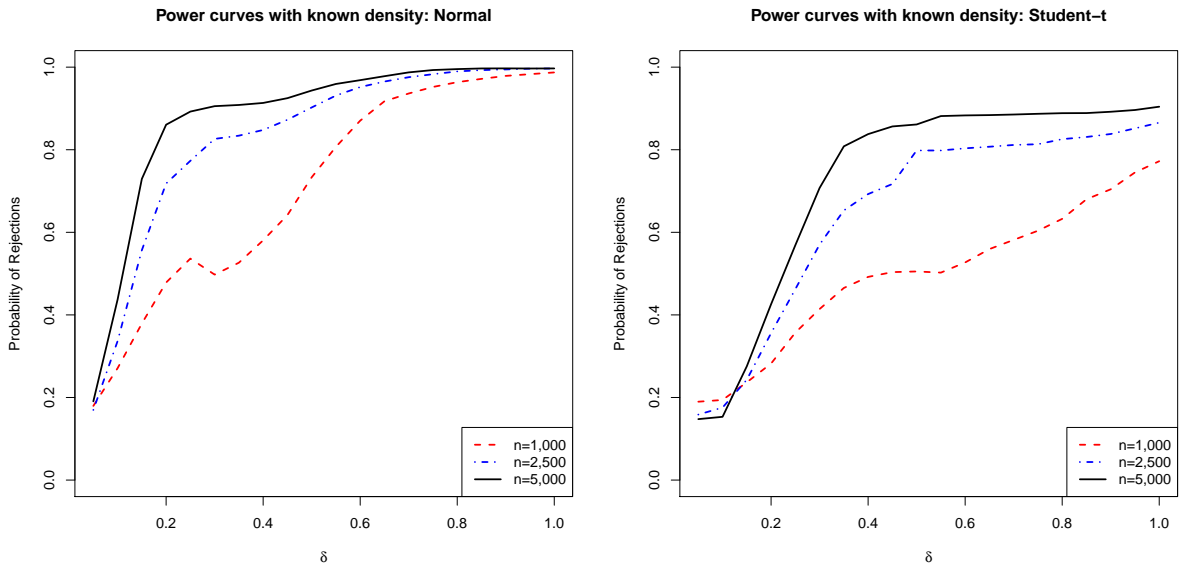 Power curves with known density: Normal
Probability of Rejections
1.0
0.8
0.6
0.4
0.2
0.0
0.2 0.4 0.6 0.8 1.0
δ
n=1,000
n=2,500
n=5,000
Power curves with known density: Student−t
Probability of Rejections
1.0
0.8
0.6
0.4
0.2
0.0
0.2 0.4 0.6 0.8 1.0
δ
n=1,000
n=2,500
n=5,000